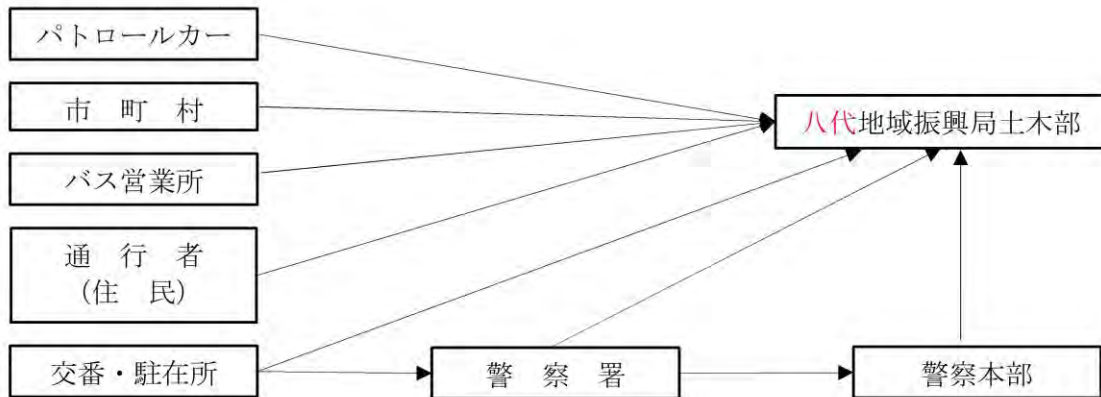 パトロールカー
市 町 村
八代地域振興局土木部
バス営業所
通 行 者
(住 民)
交番・駐在所
警 察 署
警察本部